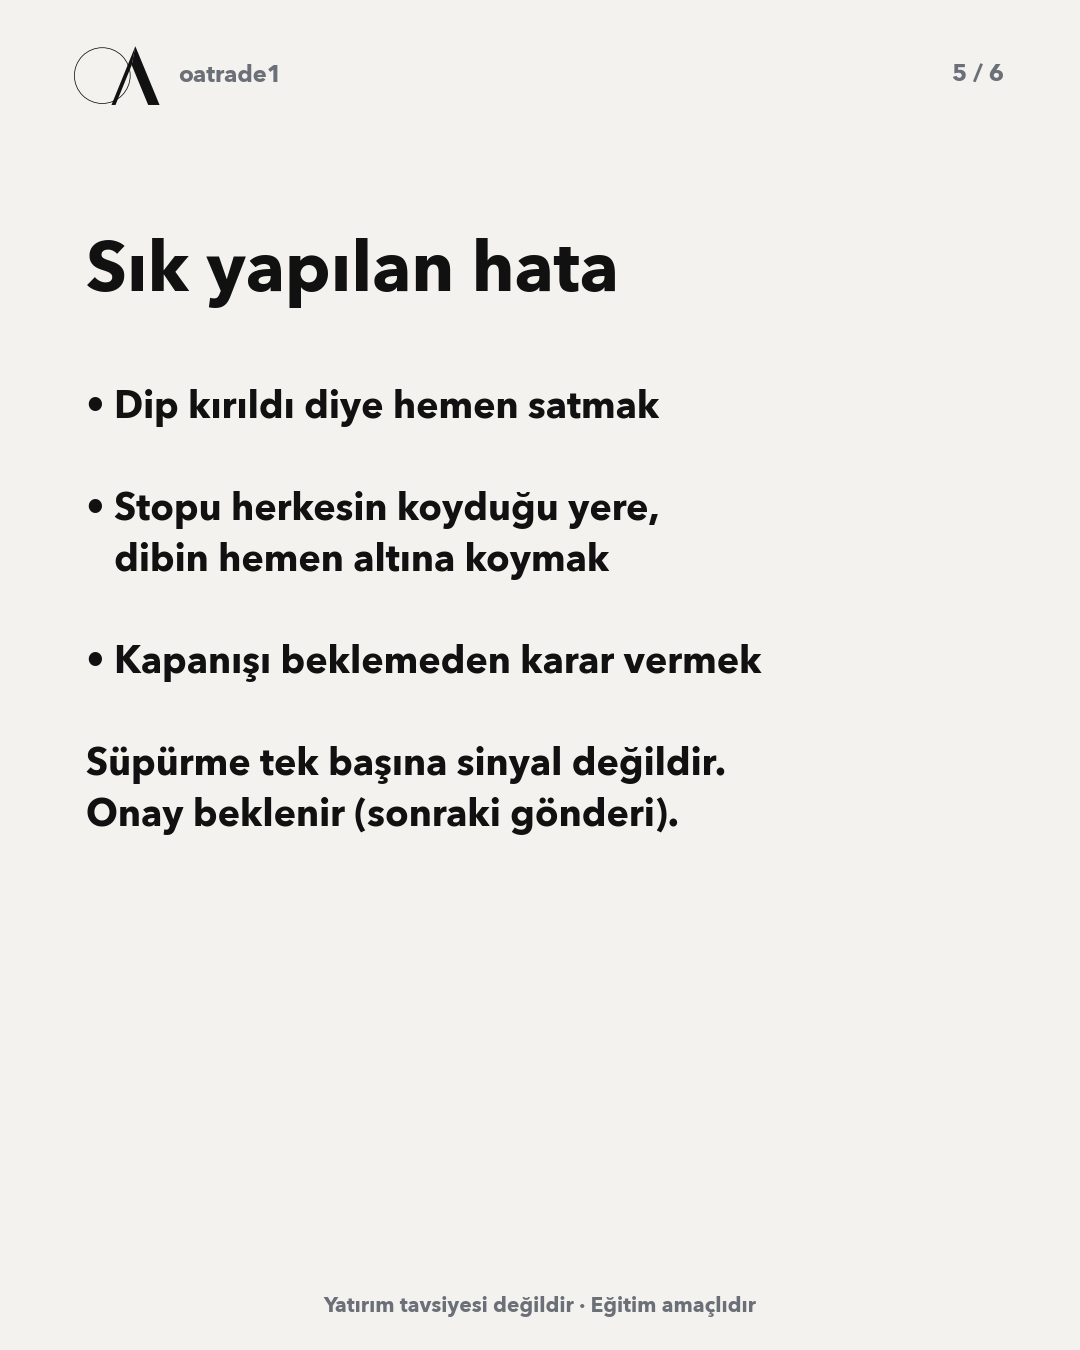 oatrade1
5 / 6
Sık yapılan hata
• Dip kırıldı diye hemen satmak
• Stopu herkesin koyduğu yere,
dibin hemen altına koymak
• Kapanışı beklemeden karar vermek
Süpürme tek başına sinyal değildir.
Onay beklenir (sonraki gönderi).
Yatırım tavsiyesi değildir · Eğitim amaçlıdır